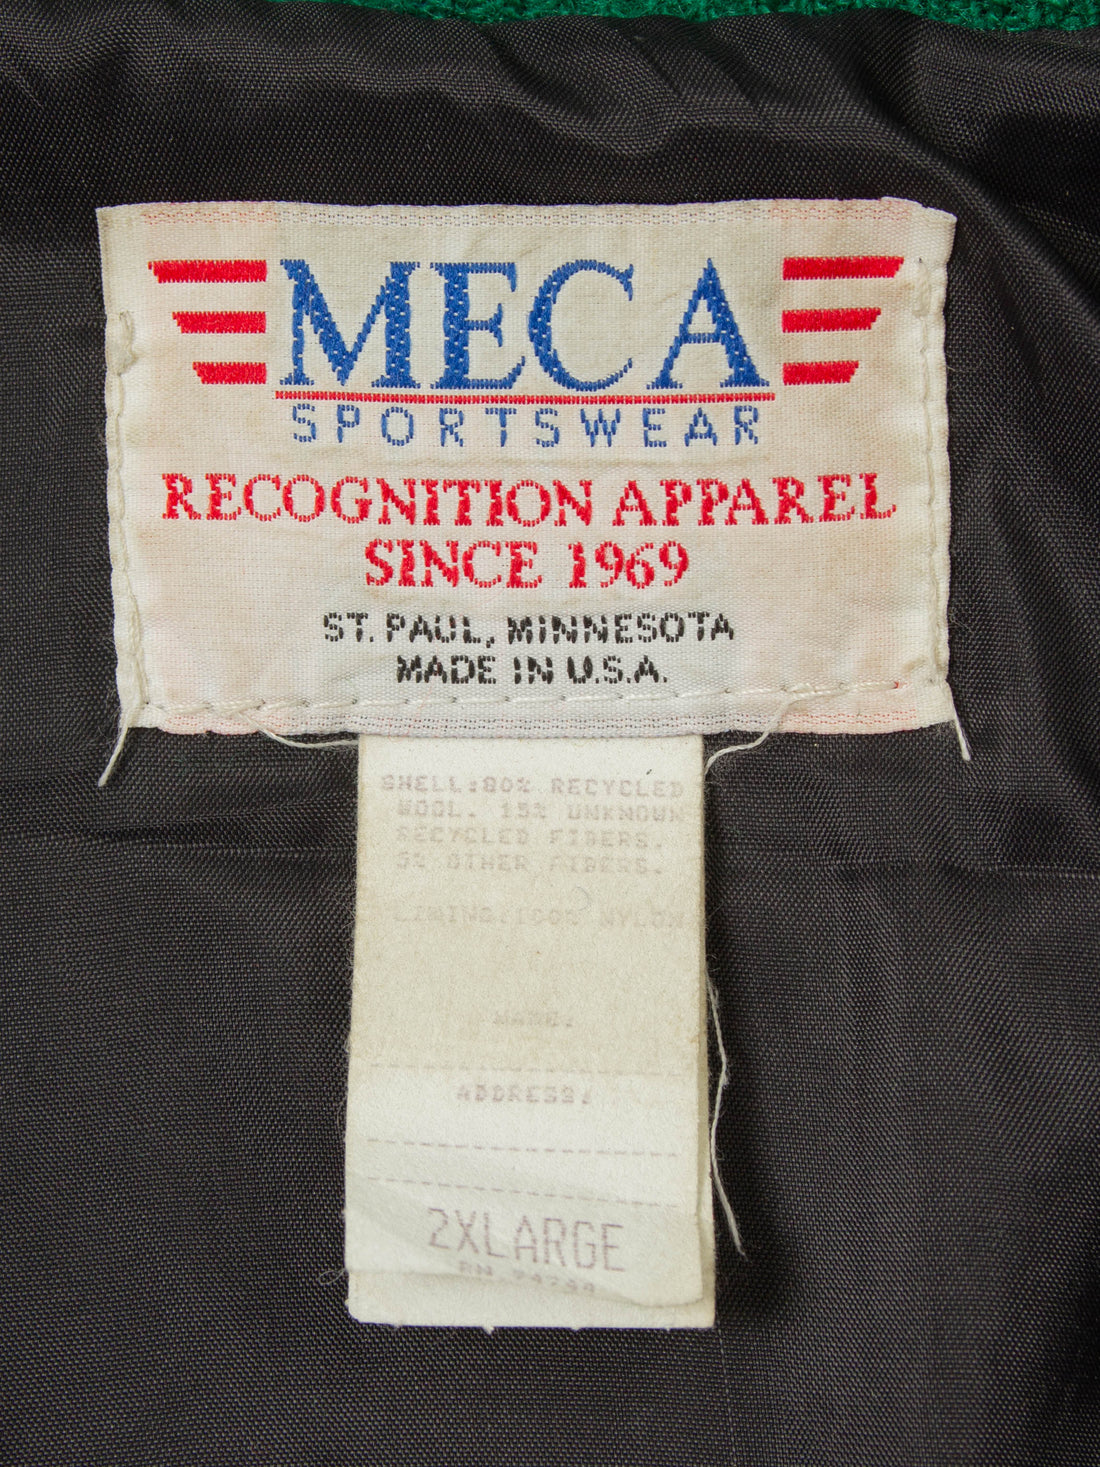 MECA
SPORTSWEAR
RECOGNITION APPAREL
SINCE 1969
ST. PAUL, MINNESOTA
MADE IN U.S.A.
SHELL:80% RECYCLED
WOOL. 15% UNKNOWN
RECYCLED FIBERS.
5% OTHER FIBERS.
LINING:100% NYLON
NAME:
ADDRESS:
2XLARGE
RN